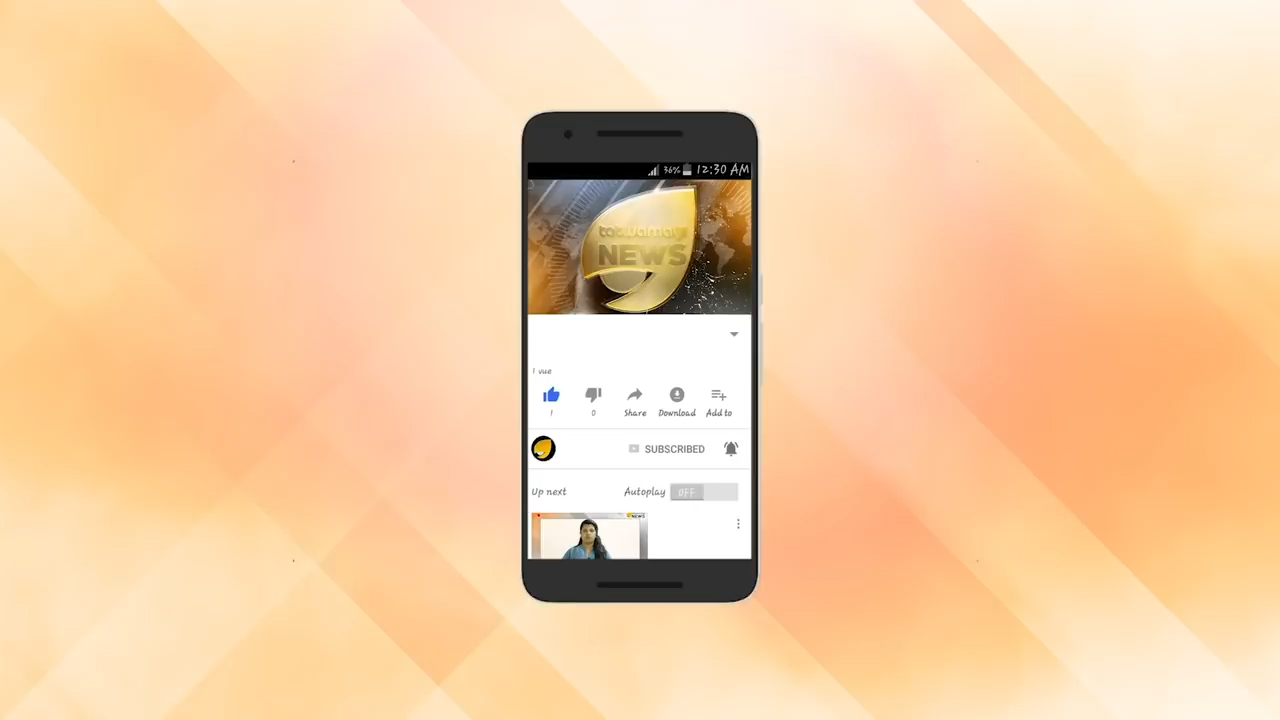 36% 12:30 AM
tatwamayi
NEWS
1 vue
1 0 Share Download Add to
SUBSCRIBED
Up next Autoplay OFF
NEWS